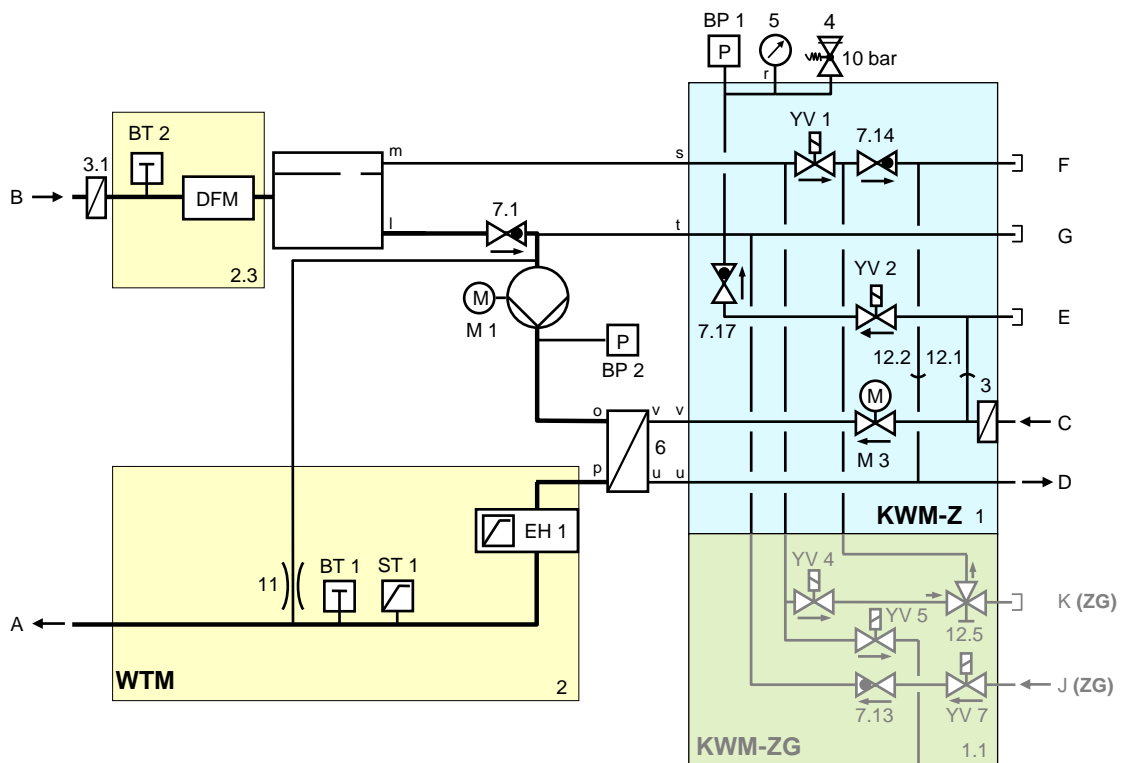 BP 1
5
4
P
r
10 bar
BT 2
YV 1
7.14
3.1
m
s
F
B
DFM
l
7.1
t
G
2.3
YV 2
M
M 1
7.17
E
P
BP 2
12.2
12.1
3
M
o
v
v
C
6
M 3
p
u
u
D
KWM-Z
1
EH 1
YV 4
11
BT 1
ST 1
K (ZG)
A
YV 5
12.5
WTM
2
J (ZG)
7.13
YV 7
KWM-ZG
1.1